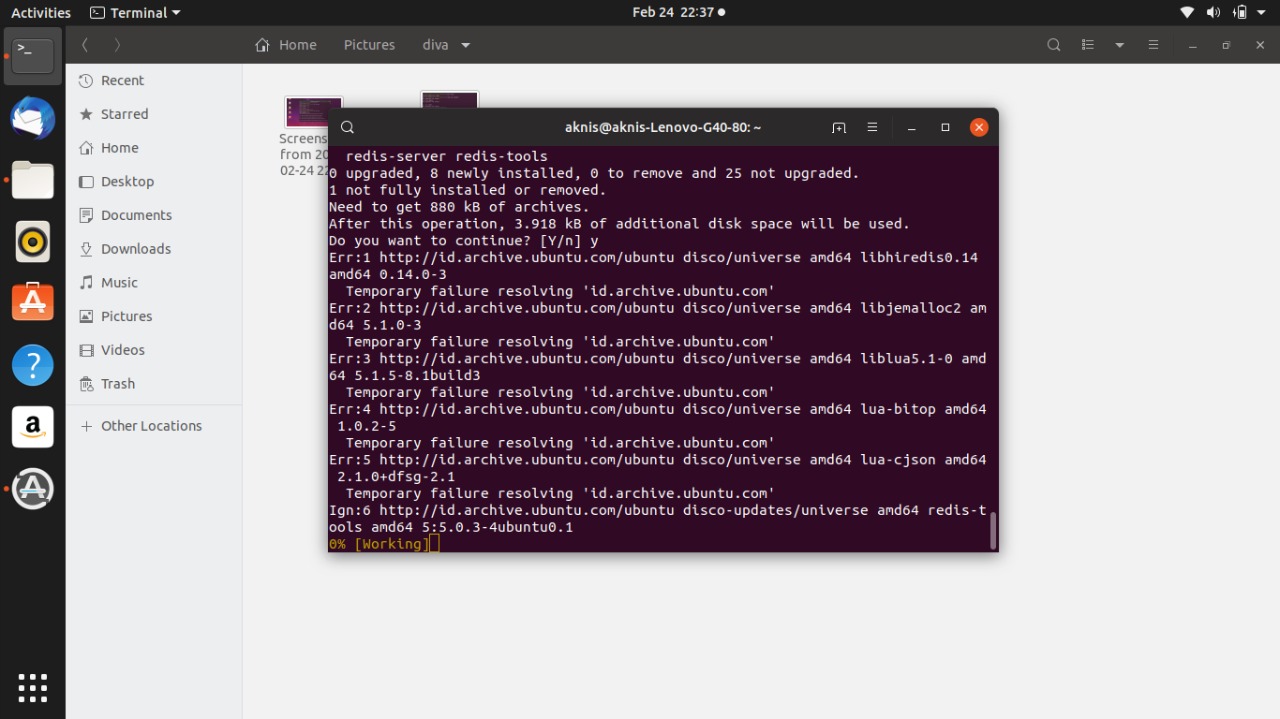 Activities
Terminal
Feb 24 22:37
Home
Pictures
diva
Recent
Starred
Home
Desktop
Documents
Downloads
Music
Pictures
Videos
Trash
Other Locations
Screens
from 20
02-24 22
aknis@aknis-Lenovo-G40-80: ~
redis-server redis-tools
0 upgraded, 8 newly installed, 0 to remove and 25 not upgraded.
1 not fully installed or removed.
Need to get 880 kB of archives.
After this operation, 3.918 kB of additional disk space will be used.
Do you want to continue? [Y/n] y
Err:1 http://id.archive.ubuntu.com/ubuntu disco/universe amd64 libhiredis0.14
amd64 0.14.0-3
Temporary failure resolving 'id.archive.ubuntu.com'
Err:2 http://id.archive.ubuntu.com/ubuntu disco/universe amd64 libjemalloc2 am
d64 5.1.0-3
Temporary failure resolving 'id.archive.ubuntu.com'
Err:3 http://id.archive.ubuntu.com/ubuntu disco/universe amd64 liblua5.1-0 amd
64 5.1.5-8.1build3
Temporary failure resolving 'id.archive.ubuntu.com'
Err:4 http://id.archive.ubuntu.com/ubuntu disco/universe amd64 lua-bitop amd64
1.0.2-5
Temporary failure resolving 'id.archive.ubuntu.com'
Err:5 http://id.archive.ubuntu.com/ubuntu disco/universe amd64 lua-cjson amd64
2.1.0+dfsg-2.1
Temporary failure resolving 'id.archive.ubuntu.com'
Ign:6 http://id.archive.ubuntu.com/ubuntu disco-updates/universe amd64 redis-t
ools amd64 5:5.0.3-4ubuntu0.1
0% [Working]